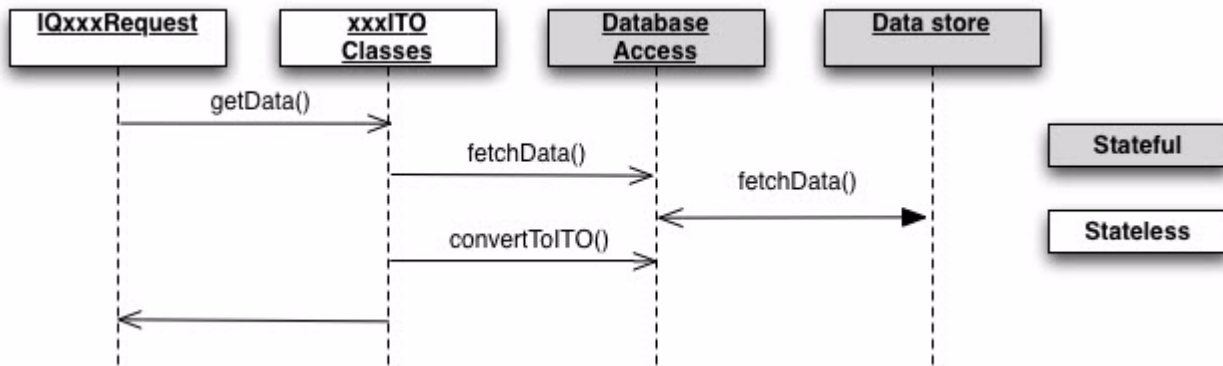 IQxxxRequest
xxxITO
Classes
Database
Access
Data store
getData()
fetchData()
Stateful
fetchData()
Stateless
convertToITO()